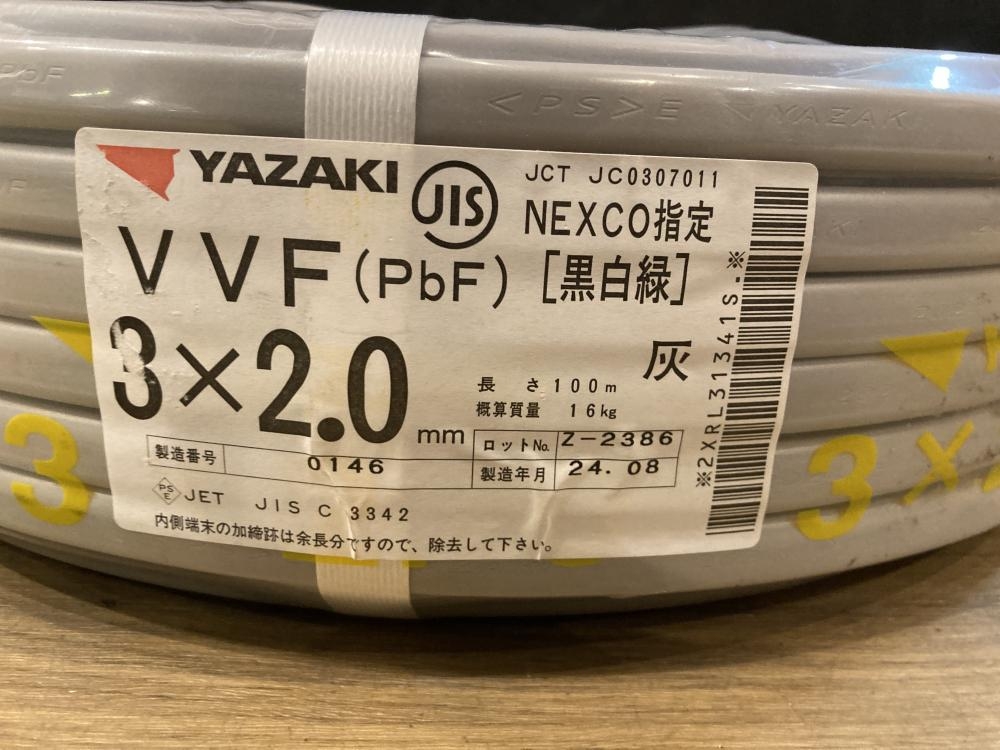 PbF
<PS>E YAZAK
YAZAKI
JIS
JCT JC0307011
NEXCO指定
VVF(PbF) [黒白緑]
3×2.0 mm
灰
長 さ 100m
概算質量 16kg
製造番号 0146
ロットNo. Z-2386
製造年月 24.08
PS E JET JIS C 3342
内側端末の加締跡は余長分ですので、除去して下さい。
※2XRL31341S.※
3
3×